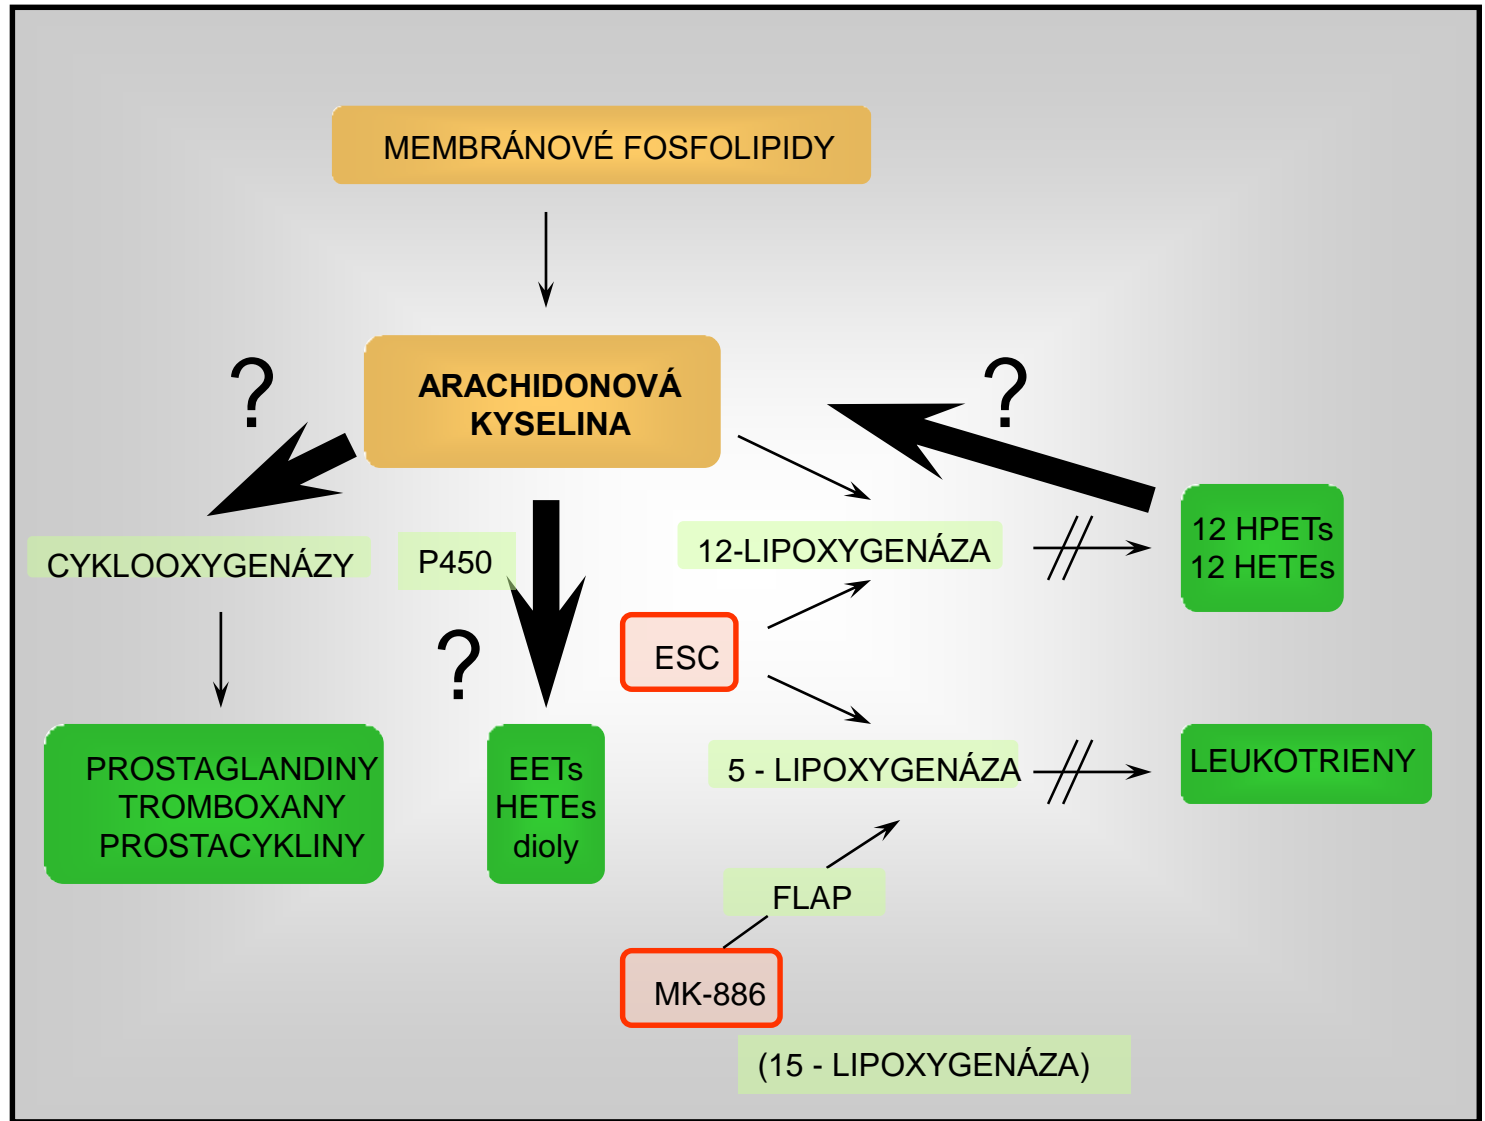 MEMBRÁNOVÉ FOSFOLIPIDY
ARACHIDONOVÁ
KYSELINA
?
?
CYKLOOXYGENÁZY
P450
12-LIPOXYGENÁZA
12 HPETs
12 HETEs
?
ESC
PROSTAGLANDINY
TROMBOXANY
PROSTACYKLINY
EETs
HETEs
dioly
5 - LIPOXYGENÁZA
LEUKOTRIENY
FLAP
MK-886
(15 - LIPOXYGENÁZA)